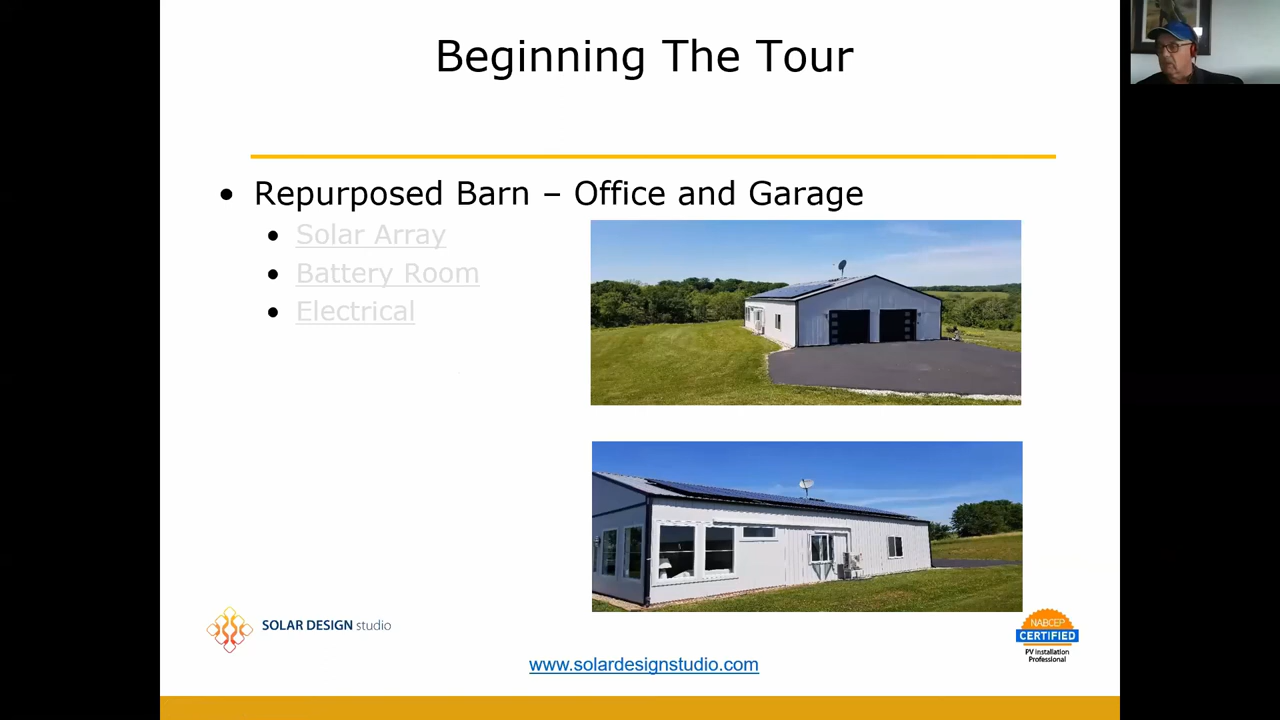 Beginning The Tour
• Repurposed Barn – Office and Garage
• Solar Array
• Battery Room
• Electrical
SOLAR DESIGN studio
NABCEP
CERTIFIED
PV Installation
Professional
www.solardesignstudio.com